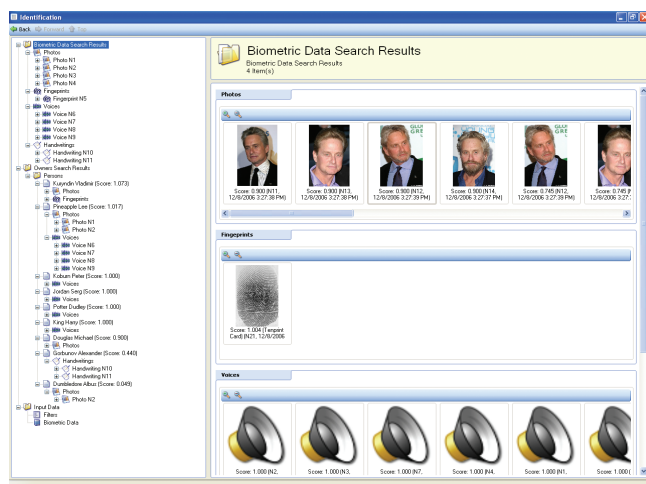 Identification
Back Forward Top
Biometric Data Search Results
Photos
Photo N1
Photo N2
Photo N3
Photo N4
Fingeprints
Fingerprint N5
Voices
Voice N6
Voice N7
Voice N8
Voice N9
Handwritings
Handwriting N10
Handwriting N11
Owners Search Results
Persons
Kuryndin Vladimir (Score: 1.073)
Photos
Fingeprints
Pineapple Lee (Score: 1.017)
Photos
Photo N1
Photo N2
Voices
Voice N6
Voice N7
Voice N8
Voice N9
Koburn Peter (Score: 1.000)
Voices
Jordan Serg (Score: 1.000)
Voices
Potter Dudley (Score: 1.000)
Voices
King Harry (Score: 1.000)
Voices
Douglas Michael (Score: 0.900)
Photos
Gorbunov Alexander (Score: 0.440)
Handwritings
Handwriting N10
Handwriting N11
Dumbledore Albus (Score: 0.049)
Photos
Photo N2
Input Data
Filters
Biometric Data
Biometric Data Search Results
Biometric Data Search Results
4 Item(s)
Photos
Score: 0.900 (N11, 12/8/2006 3:27:38 PM)
Score: 0.900 (N13, 12/8/2006 3:27:38 PM)
Score: 0.900 (N12, 12/8/2006 3:27:39 PM)
Score: 0.900 (N14, 12/8/2006 3:27:39 PM)
Score: 0.745 (N12, 12/8/2006 3:27:37 PM)
Score: 0.745 (N
12/8/2006 3:27:
Fingeprints
Score: 1.004 (Tenprint
Card) (N21, 12/8/2006
Voices
Score: 1.000 (N2,
Score: 1.000 (N3,
Score: 1.000 (N7,
Score: 1.000 (N4,
Score: 1.000 (N1,
Score: 1.000 (